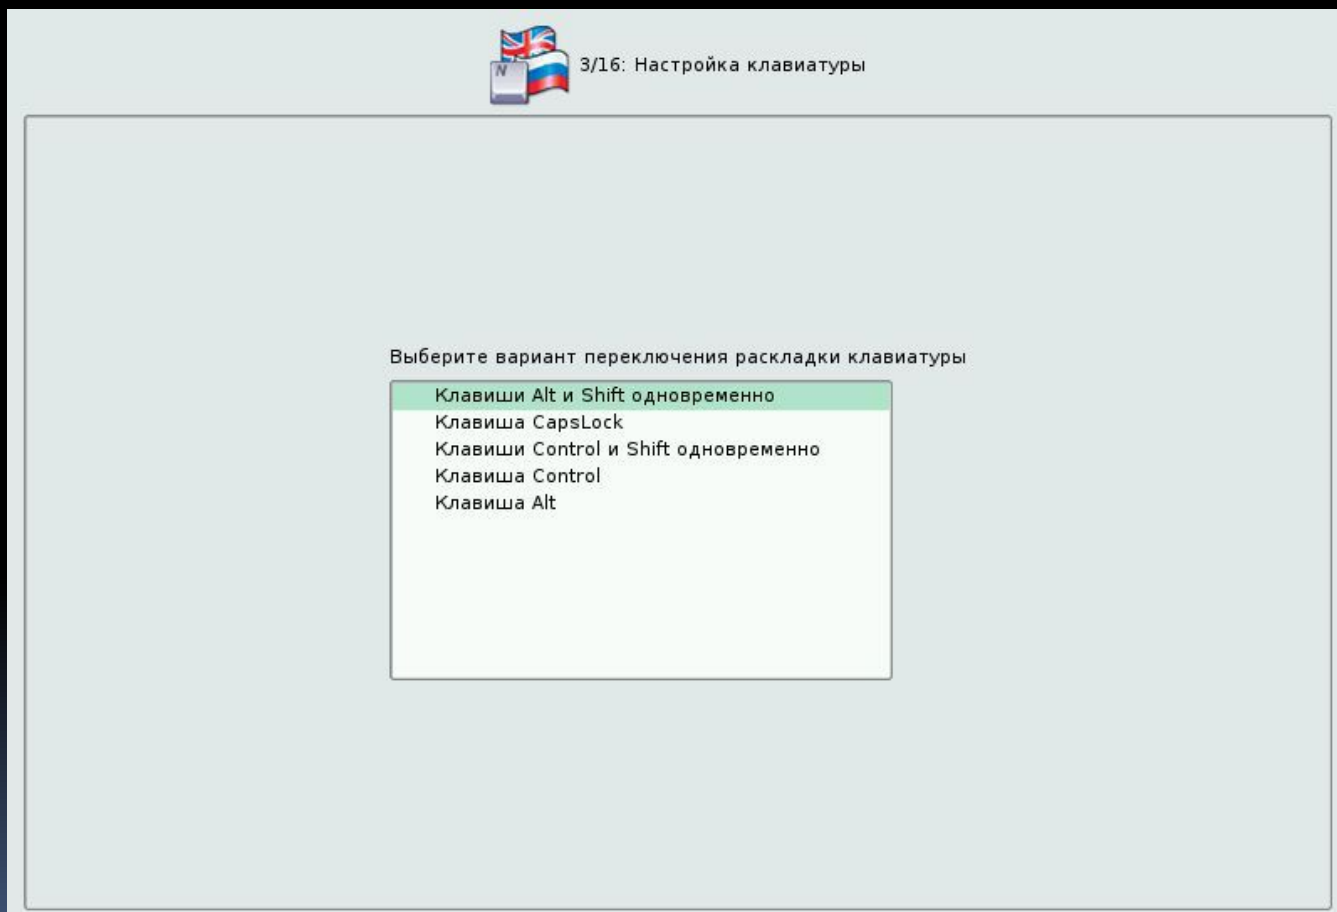 N
3/16: Настройка клавиатуры
Выберите вариант переключения раскладки клавиатуры
Клавиши Alt и Shift одновременно
Клавиша CapsLock
Клавиши Control и Shift одновременно
Клавиша Control
Клавиша Alt